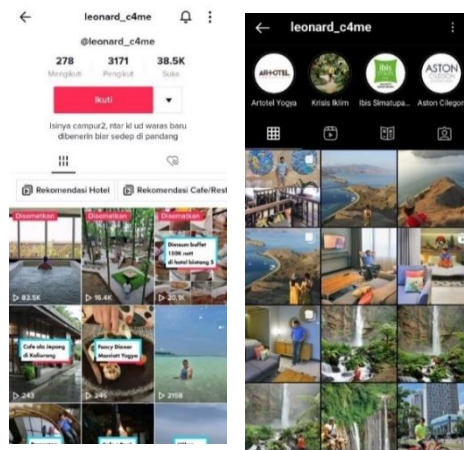 leonard_c4me
@leonard_c4me
278 3171 38.5K
Mengikuti Pengikut Suka
Ikuti
Isinya campur2, ntar kl ud waras baru
dibenerin biar sedep di pandang
Rekomendasi Hotel
Rekomendasi Cafe/Rest
Disematkan
Disematkan
Disematkan
Dimsum buffet
di hotel bintang 5
83.5K
16.4K
20.1K
Cafe ala Jepang
di Kaliurang
Fancy Dinner
Marriott Yogya
243
245
2158
leonard_c4me
ARTOTEL
ibis
ASTON
CILEGON
Artotel Yogya
Krisis Iklim
Ibis Simatupa...
Aston Cilegon